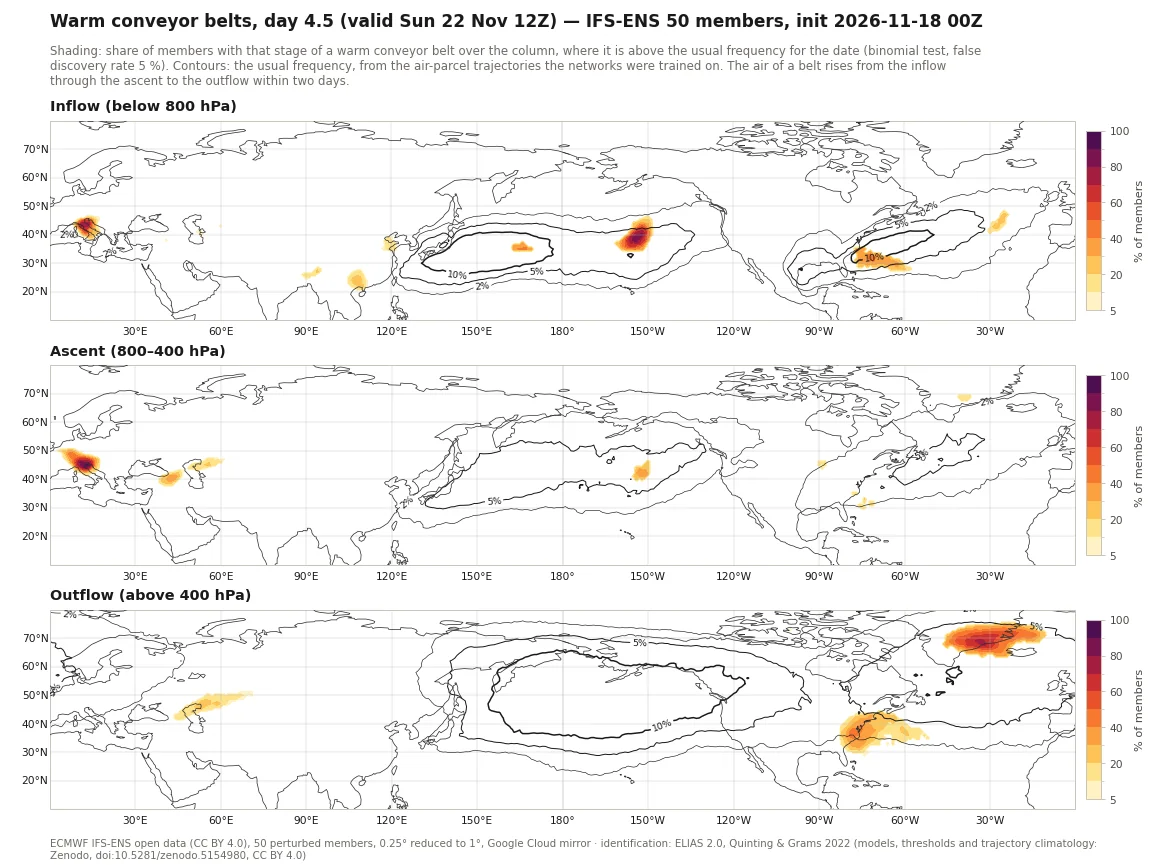 Warm conveyor belts, day 4.5 (valid Sun 22 Nov 12Z) — IFS-ENS 50 members, init 2026-11-18 00Z
Shading: share of members with that stage of a warm conveyor belt over the column, where it is above the usual frequency for the date (binomial test, false
discovery rate 5 %). Contours: the usual frequency, from the air-parcel trajectories the networks were trained on. The air of a belt rises from the inflow
through the ascent to the outflow within two days.
Inflow (below 800 hPa)
70°N
60°N
50°N
40°N
30°N
20°N
2%
2%
10%
5%
2%
2%
5%
10%
30°E 60°E 90°E 120°E 150°E 180° 150°W 120°W 90°W 60°W 30°W
100
80
60
40
20
5
% of members
Ascent (800–400 hPa)
70°N
60°N
50°N
40°N
30°N
20°N
2%
5%
5%
2%
2%
30°E 60°E 90°E 120°E 150°E 180° 150°W 120°W 90°W 60°W 30°W
100
80
60
40
20
5
% of members
Outflow (above 400 hPa)
70°N
60°N
50°N
40°N
30°N
20°N
2%
5%
10%
2%
5%
30°E 60°E 90°E 120°E 150°E 180° 150°W 120°W 90°W 60°W 30°W
100
80
60
40
20
5
% of members
ECMWF IFS-ENS open data (CC BY 4.0), 50 perturbed members, 0.25° reduced to 1°, Google Cloud mirror · identification: ELIAS 2.0, Quinting & Grams 2022 (models, thresholds and trajectory climatology:
Zenodo, doi:10.5281/zenodo.5154980, CC BY 4.0)